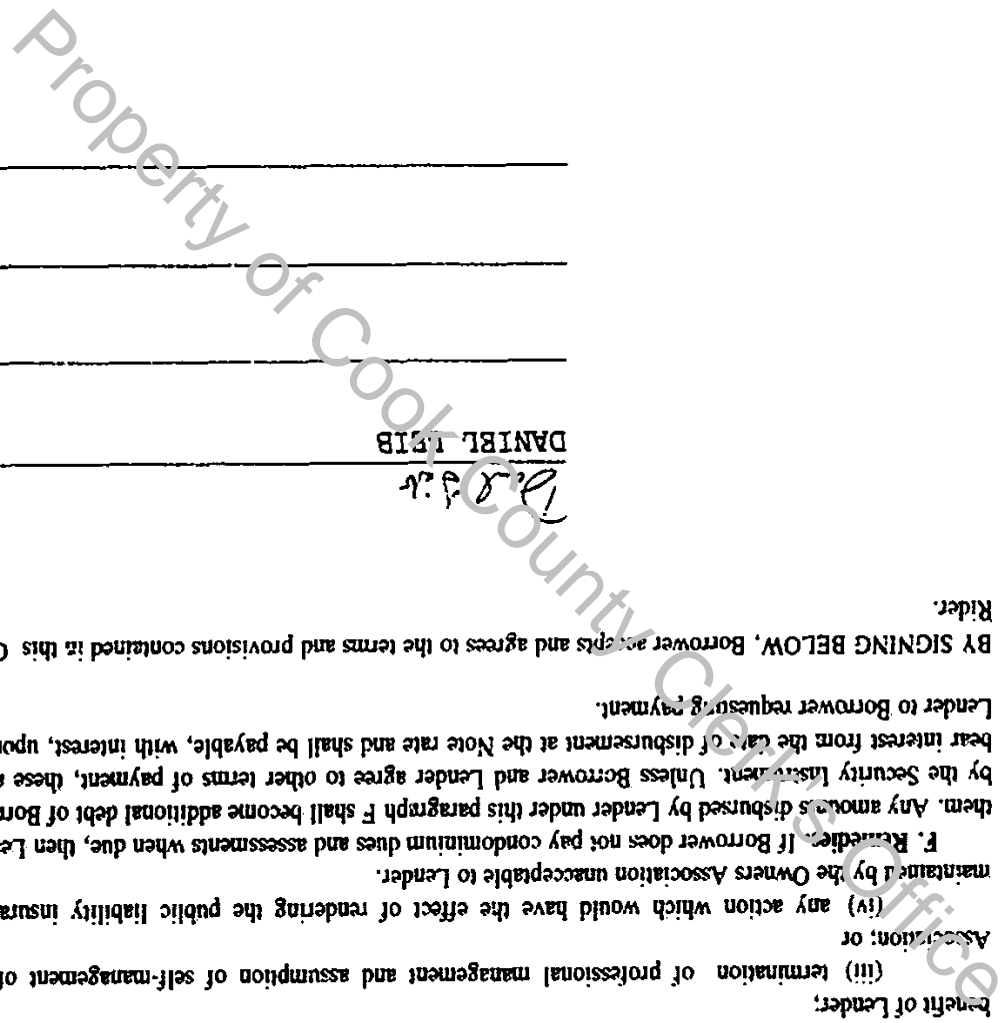 benefit of Lender;
(iii) termination of professional management and assumption of self-management of
Association; or
(iv) any action which would have the effect of rendering the public liability insura
maintained by the Owners Association unacceptable to Lender.
F. Remedies. If Borrower does not pay condominium dues and assessments when due, then Le
them. Any amounts disbursed by Lender under this paragraph F shall become additional debt of Borr
by the Security Instrument. Unless Borrower and Lender agree to other terms of payment, these a
bear interest from the date of disbursement at the Note rate and shall be payable, with interest, upon
Lender to Borrower requesting payment.
BY SIGNING BELOW, Borrower accepts and agrees to the terms and provisions contained in this C
Rider.
DANIEL LEIB
Property of Cook County Clerk's Office